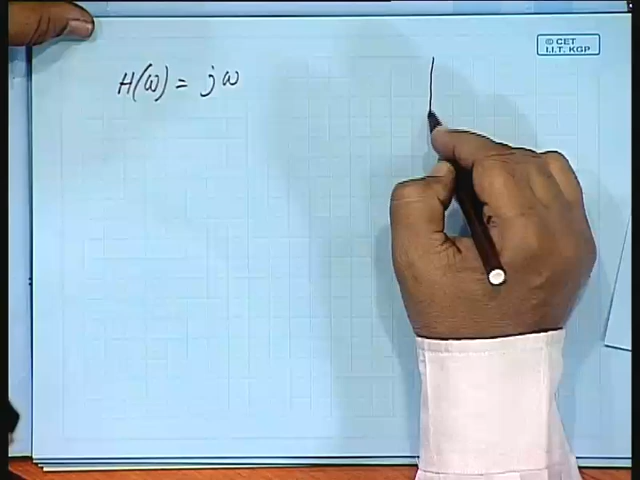 H(ω) = jω
© CET
I.I.T. KGP